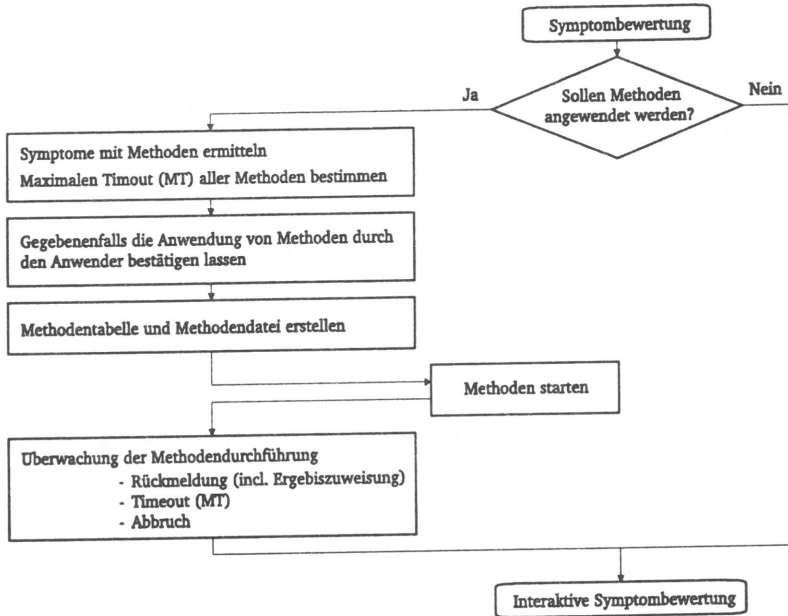 Symptombewertung
Ja
Sollen Methoden
angewendet werden?
Nein
Symptome mit Methoden ermitteln
Maximalen Timout (MT) aller Methoden bestimmen
Gegebenenfalls die Anwendung von Methoden durch
den Anwender bestätigen lassen
Methodentabelle und Methodendatei erstellen
Methoden starten
Überwachung der Methodendurchführung
- Rückmeldung (incl. Ergebiszuweisung)
- Timeout (MT)
- Abbruch
Interaktive Symptombewertung